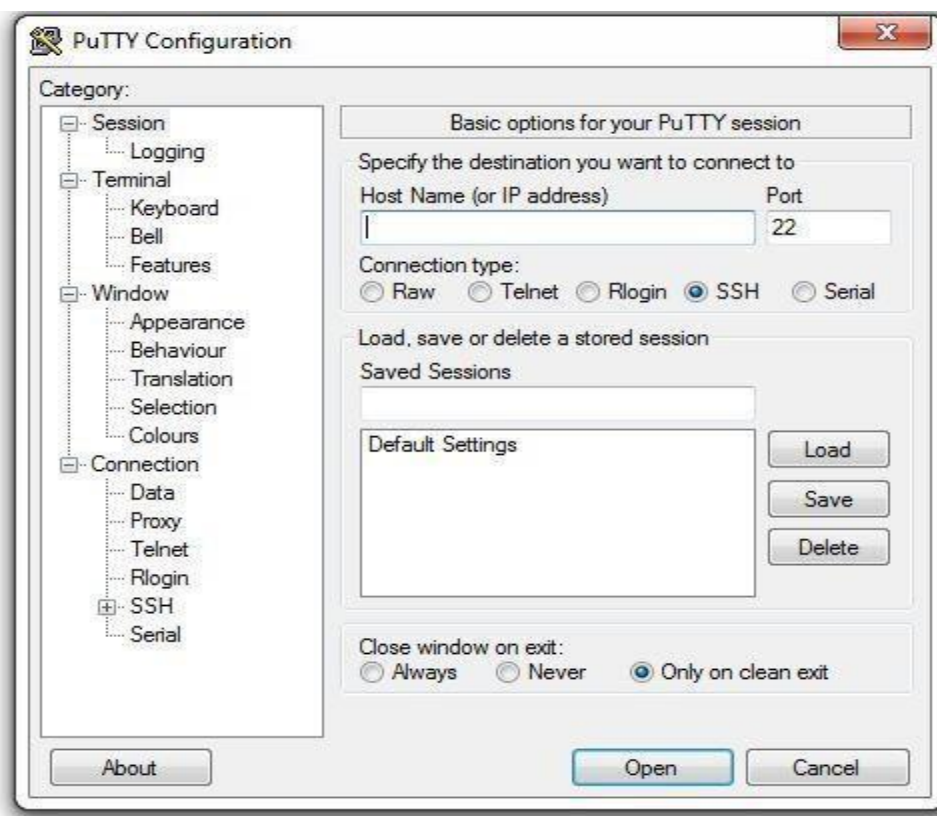 PuTTY Configuration
Category:
Session
Logging
Terminal
Keyboard
Bell
Features
Window
Appearance
Behaviour
Translation
Selection
Colours
Connection
Data
Proxy
Telnet
Rlogin
SSH
Serial
Basic options for your PuTTY session
Specify the destination you want to connect to
Host Name (or IP address) Port
22
Connection type:
Raw Telnet Rlogin SSH Serial
Load, save or delete a stored session
Saved Sessions
Default Settings
Load
Save
Delete
Close window on exit:
Always Never Only on clean exit
About Open Cancel